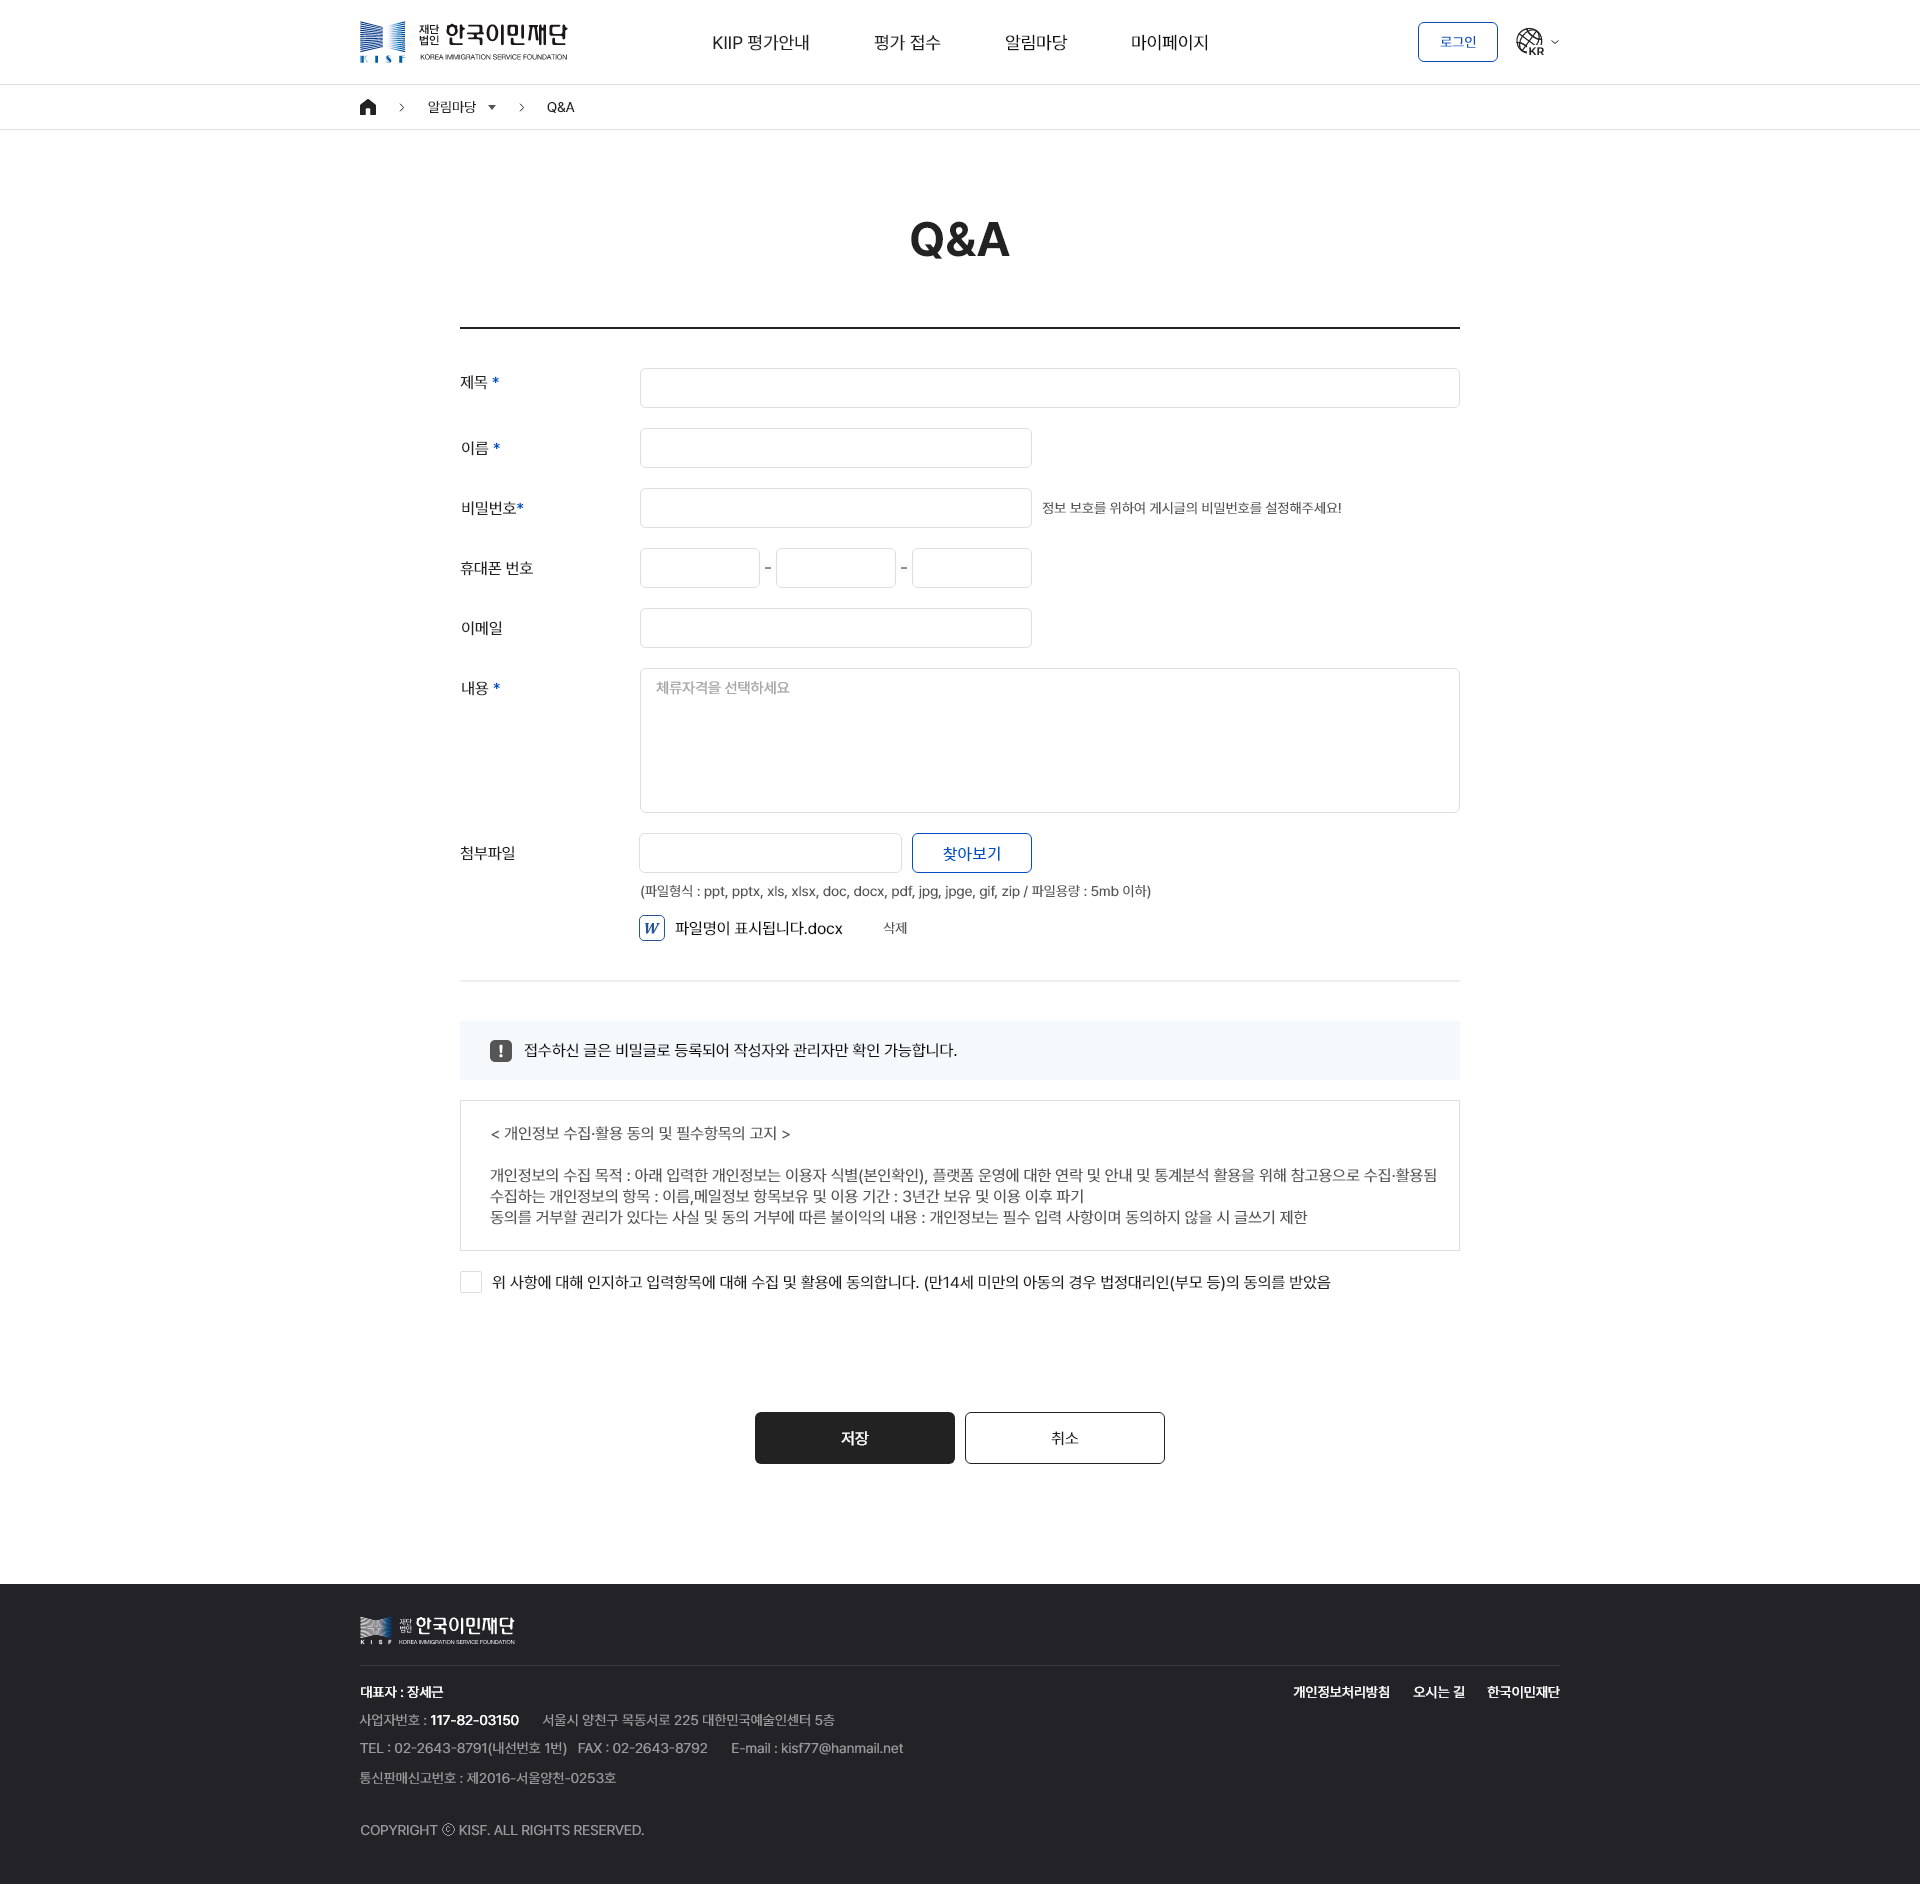 재단
법인 한국이민재단
KOREA IMMIGRATION SERVICE FOUNDATION
KISF
KIIP 평가안내 평가 접수 알림마당 마이페이지
로그인
KR
알림마당 Q&A
Q&A
제목 *
이름 *
비밀번호*
정보 보호를 위하여 게시글의 비밀번호를 설정해주세요!
휴대폰 번호
- -
이메일
내용 *
체류자격을 선택하세요
첨부파일
찾아보기
(파일형식 : ppt, pptx, xls, xlsx, doc, docx, pdf, jpg, jpge, gif, zip / 파일용량 : 5mb 이하)
W 파일명이 표시됩니다.docx 삭제
! 접수하신 글은 비밀글로 등록되어 작성자와 관리자만 확인 가능합니다.
< 개인정보 수집·활용 동의 및 필수항목의 고지 >
개인정보의 수집 목적 : 아래 입력한 개인정보는 이용자 식별(본인확인), 플랫폼 운영에 대한 연락 및 안내 및 통계분석 활용을 위해 참고용으로 수집·활용됨
수집하는 개인정보의 항목 : 이름,메일정보 항목보유 및 이용 기간 : 3년간 보유 및 이용 이후 파기
동의를 거부할 권리가 있다는 사실 및 동의 거부에 따른 불이익의 내용 : 개인정보는 필수 입력 사항이며 동의하지 않을 시 글쓰기 제한
위 사항에 대해 인지하고 입력항목에 대해 수집 및 활용에 동의합니다. (만14세 미만의 아동의 경우 법정대리인(부모 등)의 동의를 받았음
저장 취소
재단
법인 한국이민재단
KISF KOREA IMMIGRATION SERVICE FOUNDATION
대표자 : 장세근
개인정보처리방침 오시는 길 한국이민재단
사업자번호 : 117-82-03150 서울시 양천구 목동서로 225 대한민국예술인센터 5층
TEL : 02-2643-8791(내선번호 1번) FAX : 02-2643-8792 E-mail : kisf77@hanmail.net
통신판매신고번호 : 제2016-서울양천-0253호
COPYRIGHT ⓒ KISF. ALL RIGHTS RESERVED.